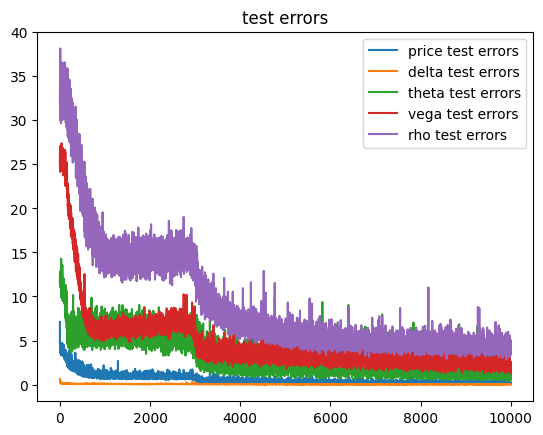 test errors
price test errors
delta test errors
theta test errors
vega test errors
rho test errors
40
35
30
25
20
15
10
5
0
0 2000 4000 6000 8000 10000